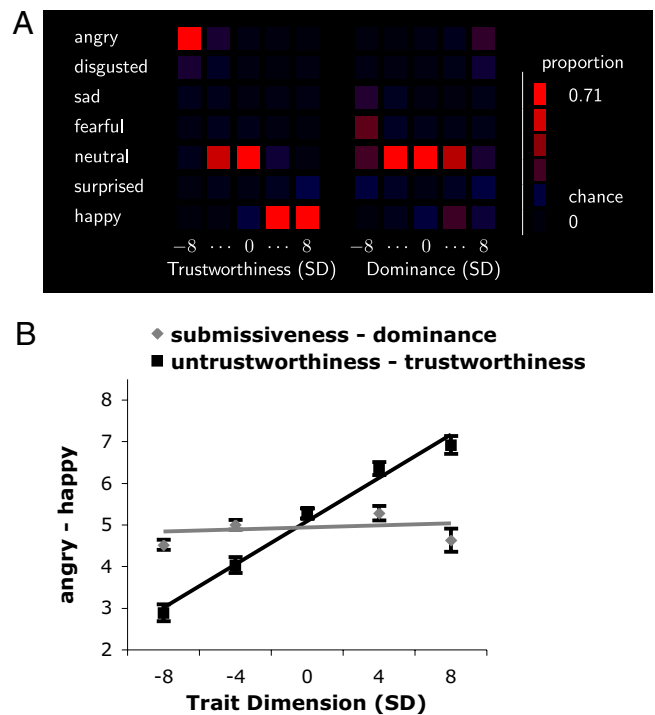 A
angry
disgusted
sad
fearful
neutral
surprised
happy
−8 ⋯ 0 ⋯ 8
Trustworthiness (SD)
−8 ⋯ 0 ⋯ 8
Dominance (SD)
proportion
0.71
chance
0
B
submissiveness - dominance
untrustworthiness - trustworthiness
angry - happy
8
7
6
5
4
3
2
-8 -4 0 4 8
Trait Dimension (SD)